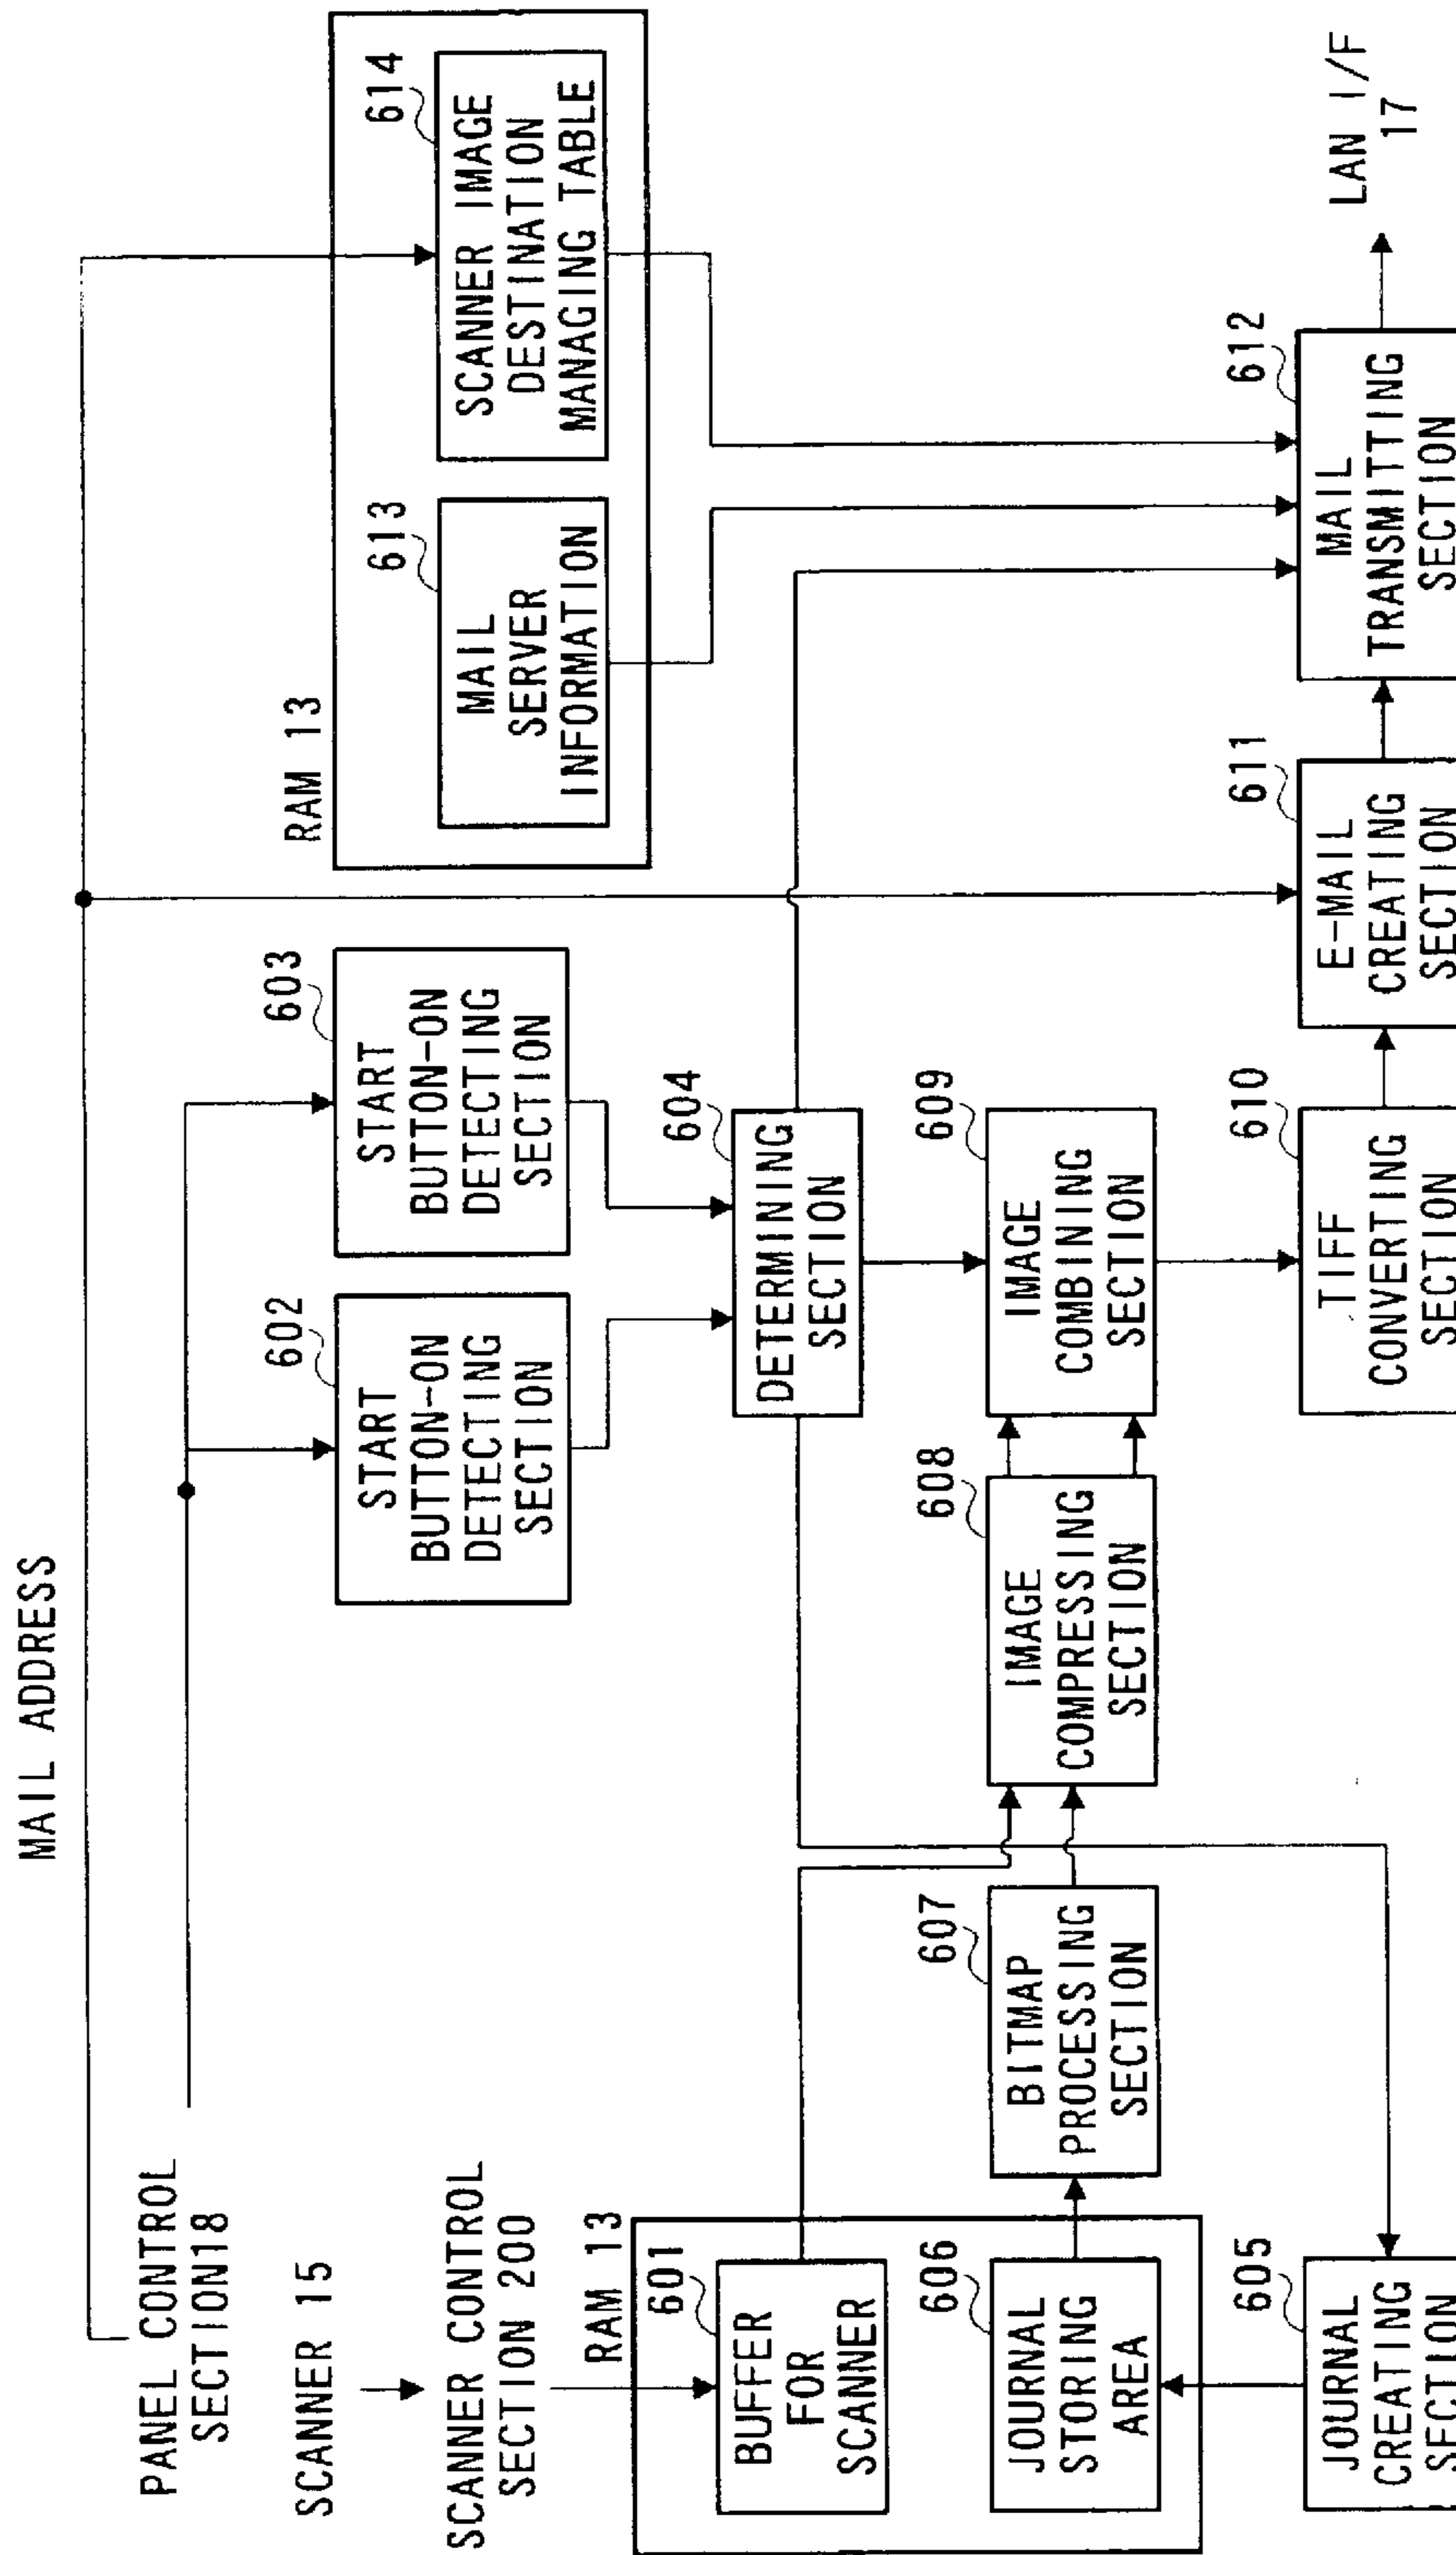 MAIL ADDRESS
PANEL CONTROL
SECTION18
SCANNER 15
SCANNER CONTROL
SECTION 200
RAM 13
601
BUFFER
FOR
SCANNER
606
JOURNAL
STORING
AREA
605
JOURNAL
CREATING
SECTION
607
BITMAP
PROCESSING
SECTION
608
IMAGE
COMPRESSING
SECTION
602
START
BUTTON-ON
DETECTING
SECTION
603
START
BUTTON-ON
DETECTING
SECTION
604
DETERMINING
SECTION
609
IMAGE
COMBINING
SECTION
610
TIFF
CONVERTING
SECTION
611
E-MAIL
CREATING
SECTION
612
MAIL
TRANSMITTING
SECTION
RAM 13
613
MAIL
SERVER
INFORMATION
614
SCANNER IMAGE
DESTINATION
MANAGING TABLE
LAN I/F
17